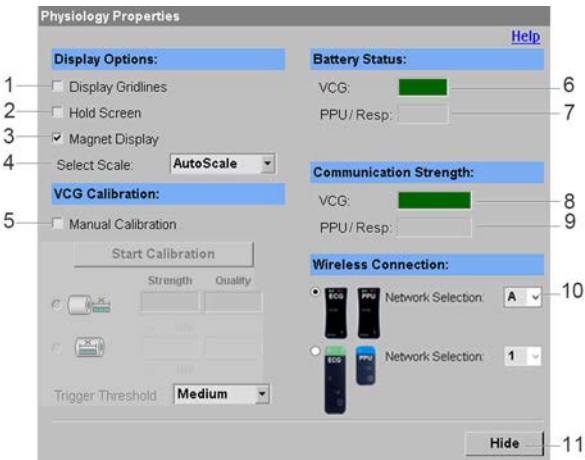 Physiology Properties
Help
Display Options:
1 Display Gridlines
2 Hold Screen
3 Magnet Display
4 Select Scale: AutoScale
VCG Calibration:
5 Manual Calibration
Start Calibration
Strength Quality
Trigger Threshold Medium
Battery Status:
VCG: 6
PPU/Resp: 7
Communication Strength:
VCG: 8
PPU/Resp: 9
Wireless Connection:
ECG PPU Network Selection: A 10
ECG PPU Network Selection: 1
Hide 11